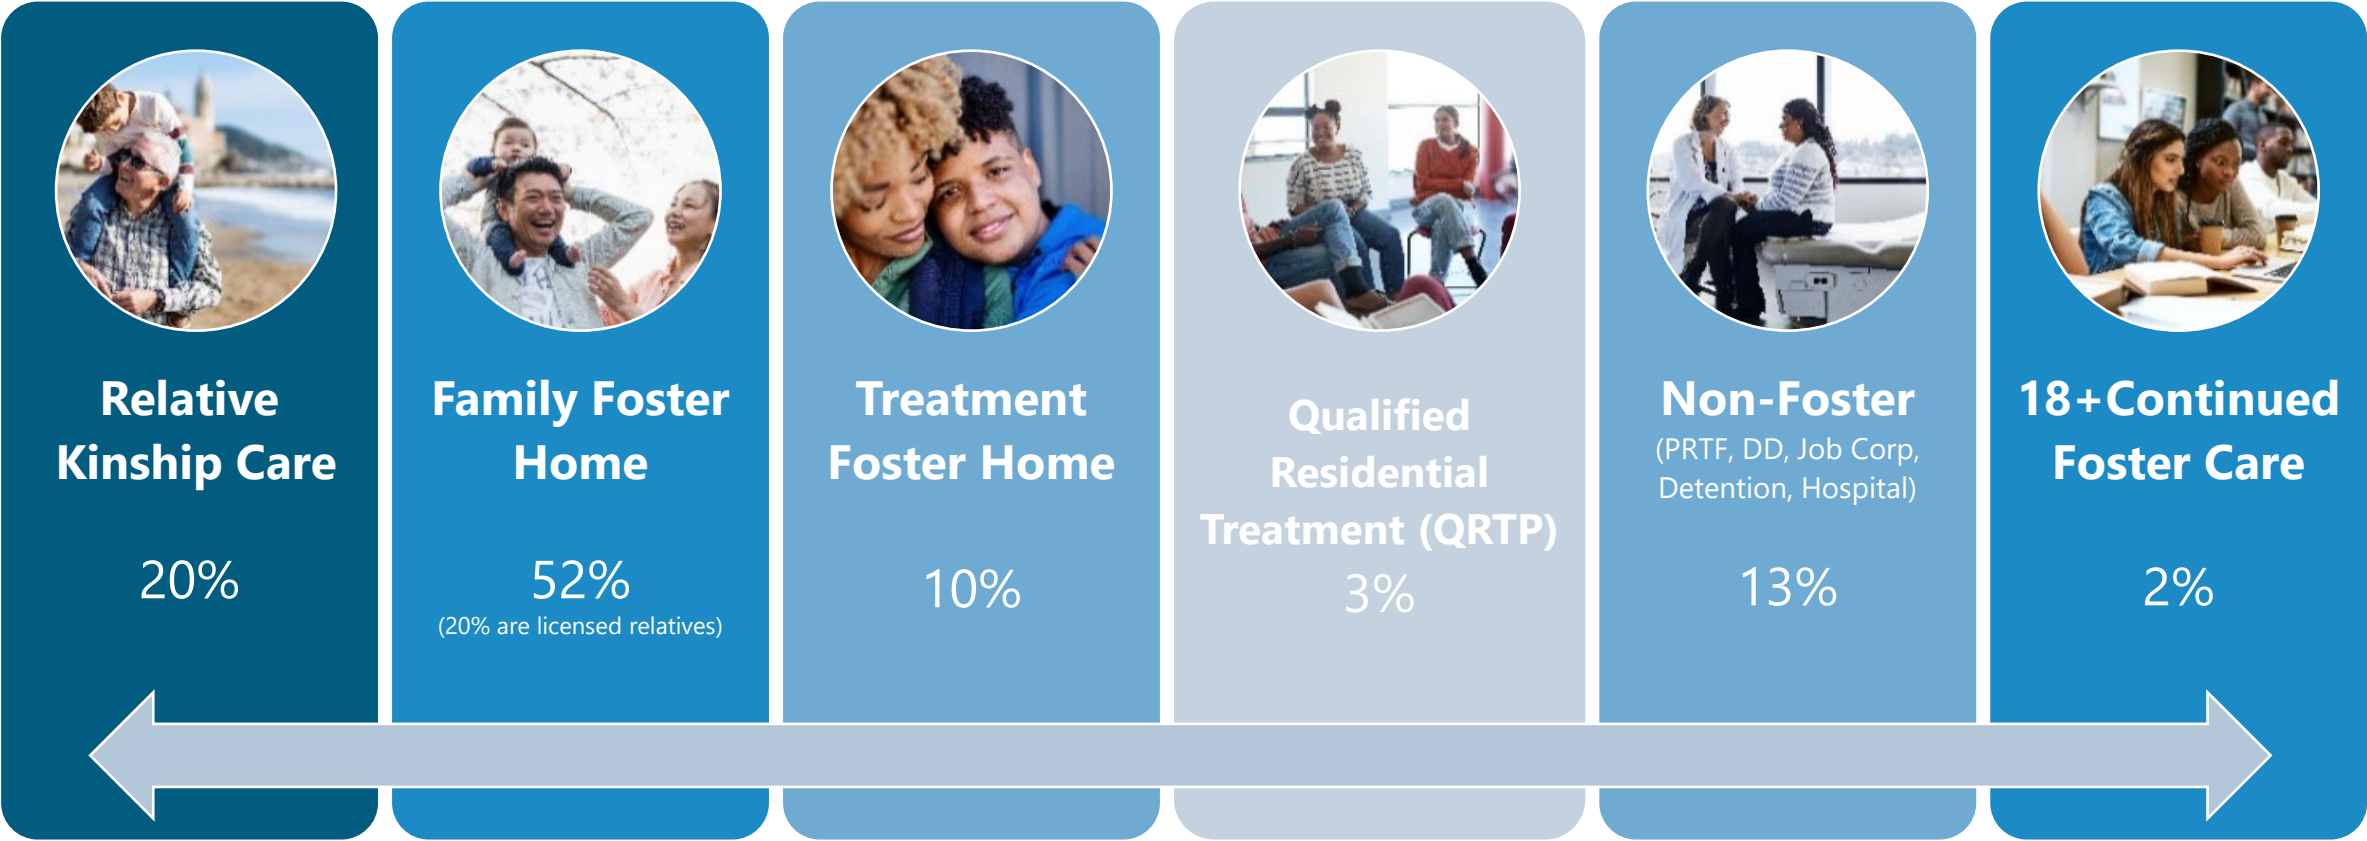 Relative
Kinship Care
20%
Family Foster
Home
52%
(20% are licensed relatives)
Treatment
Foster Home
10%
Qualified
Residential
Treatment (QRTP)
3%
Non-Foster
(PRTF, DD, Job Corp,
Detention, Hospital)
13%
18+Continued
Foster Care
2%